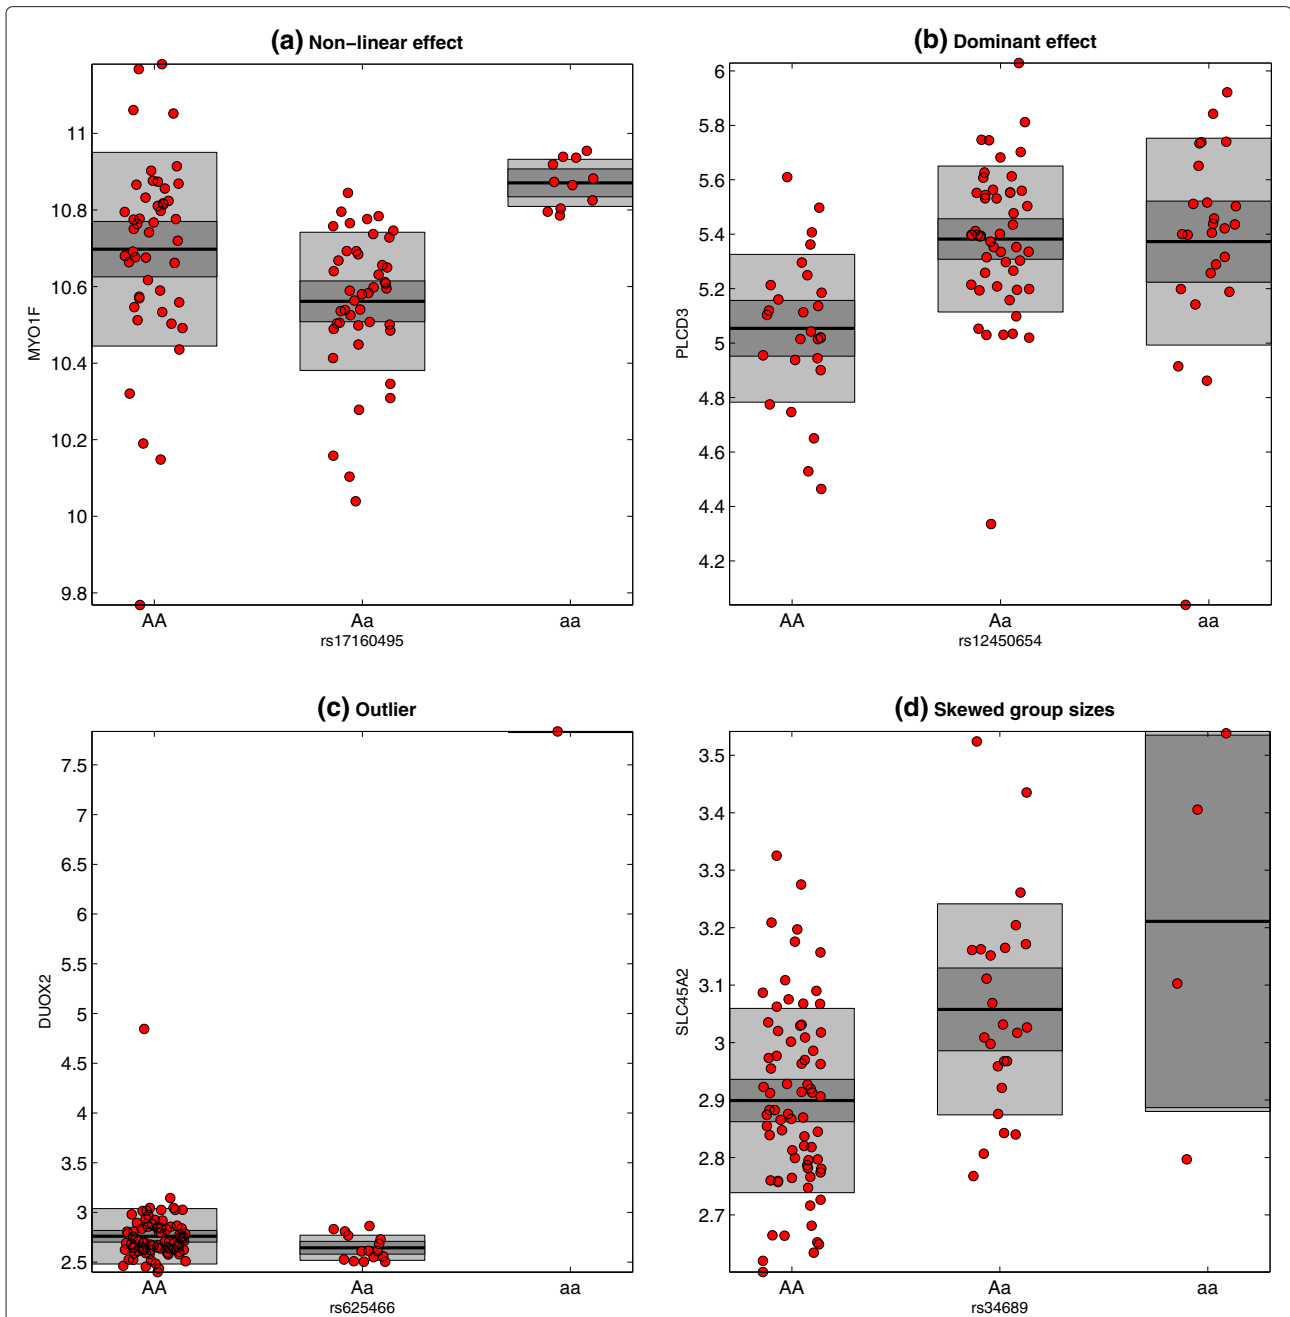 (a) Non-linear effect
11
10.8
10.6
10.4
10.2
10
9.8
MYO1F
AA Aa aa
rs17160495
(b) Dominant effect
6
5.8
5.6
5.4
5.2
5
4.8
4.6
4.4
4.2
PLCD3
AA Aa aa
rs12450654
(c) Outlier
7.5
7
6.5
6
5.5
5
4.5
4
3.5
3
2.5
DUOX2
AA Aa aa
rs625466
(d) Skewed group sizes
3.5
3.4
3.3
3.2
3.1
3
2.9
2.8
2.7
SLC45A2
AA Aa aa
rs34689